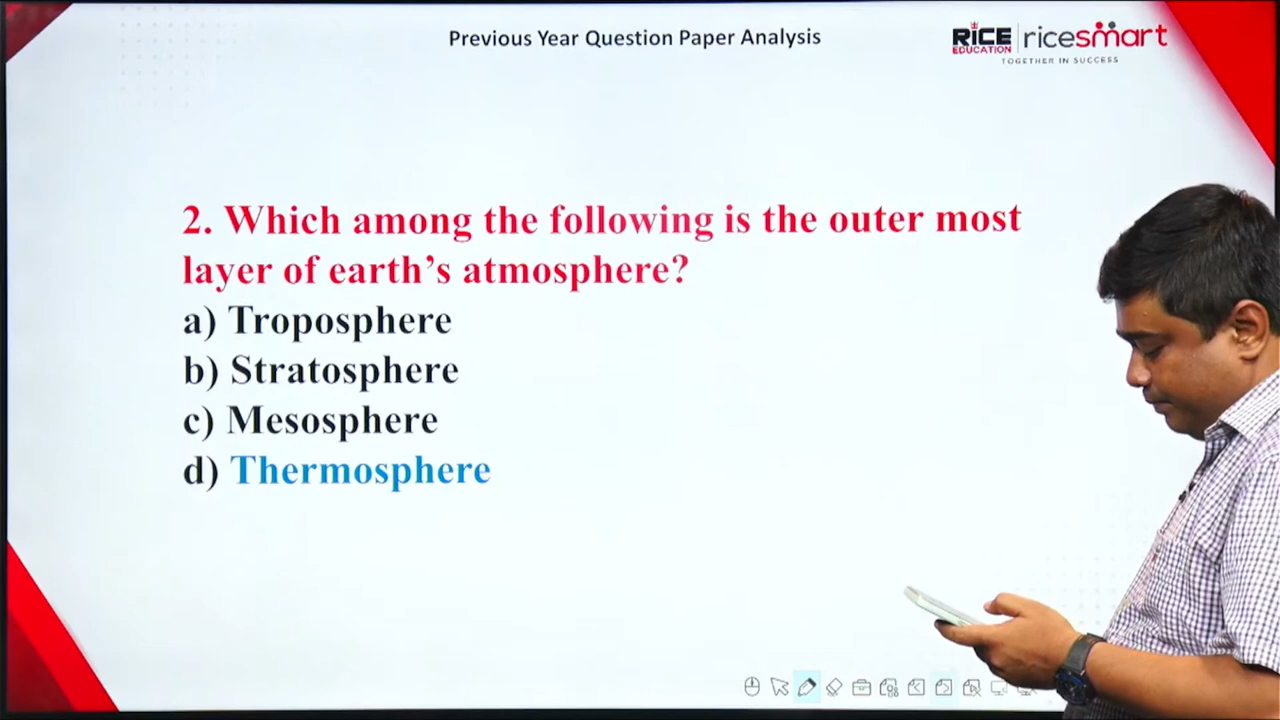 Previous Year Question Paper Analysis
RICE EDUCATION ricesmart
TOGETHER IN SUCCESS
2. Which among the following is the outer most
layer of earth's atmosphere?
a) Troposphere
b) Stratosphere
c) Mesosphere
d) Thermosphere